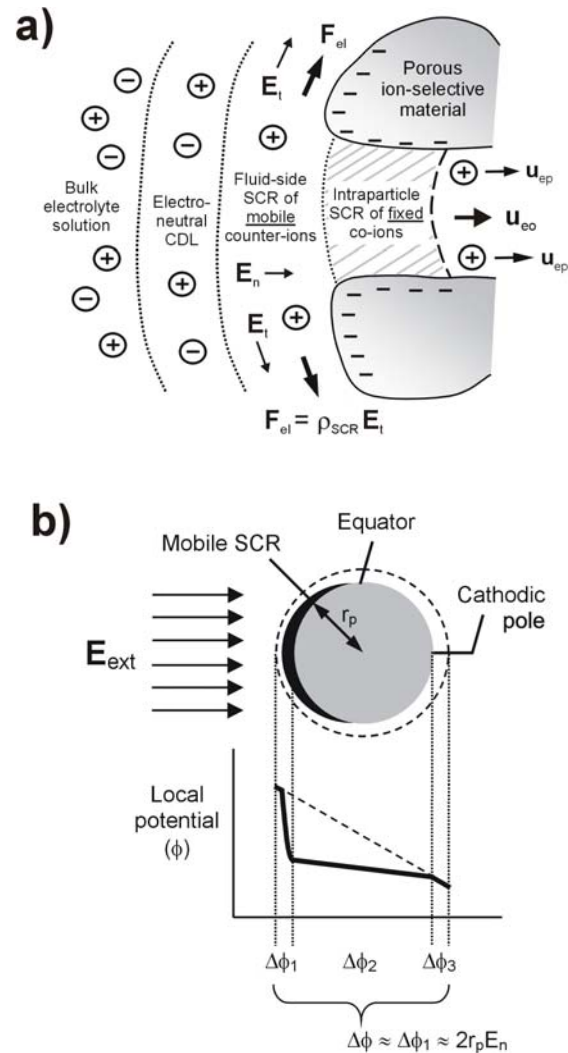 a)
F_el
E_t
Porous
ion-selective
material
Bulk
electrolyte
solution
Electro-
neutral
CDL
Fluid-side
SCR of
mobile
counter-ions
Intraparticle
SCR of fixed
co-ions
u_ep
u_eo
u_ep
E_n
E_t
F_el = ρ_SCR E_t
b)
Equator
Mobile SCR
Cathodic
pole
r_p
E_ext
Local
potential
(ϕ)
Δϕ_1 Δϕ_2 Δϕ_3
Δϕ ≈ Δϕ_1 ≈ 2r_pE_n